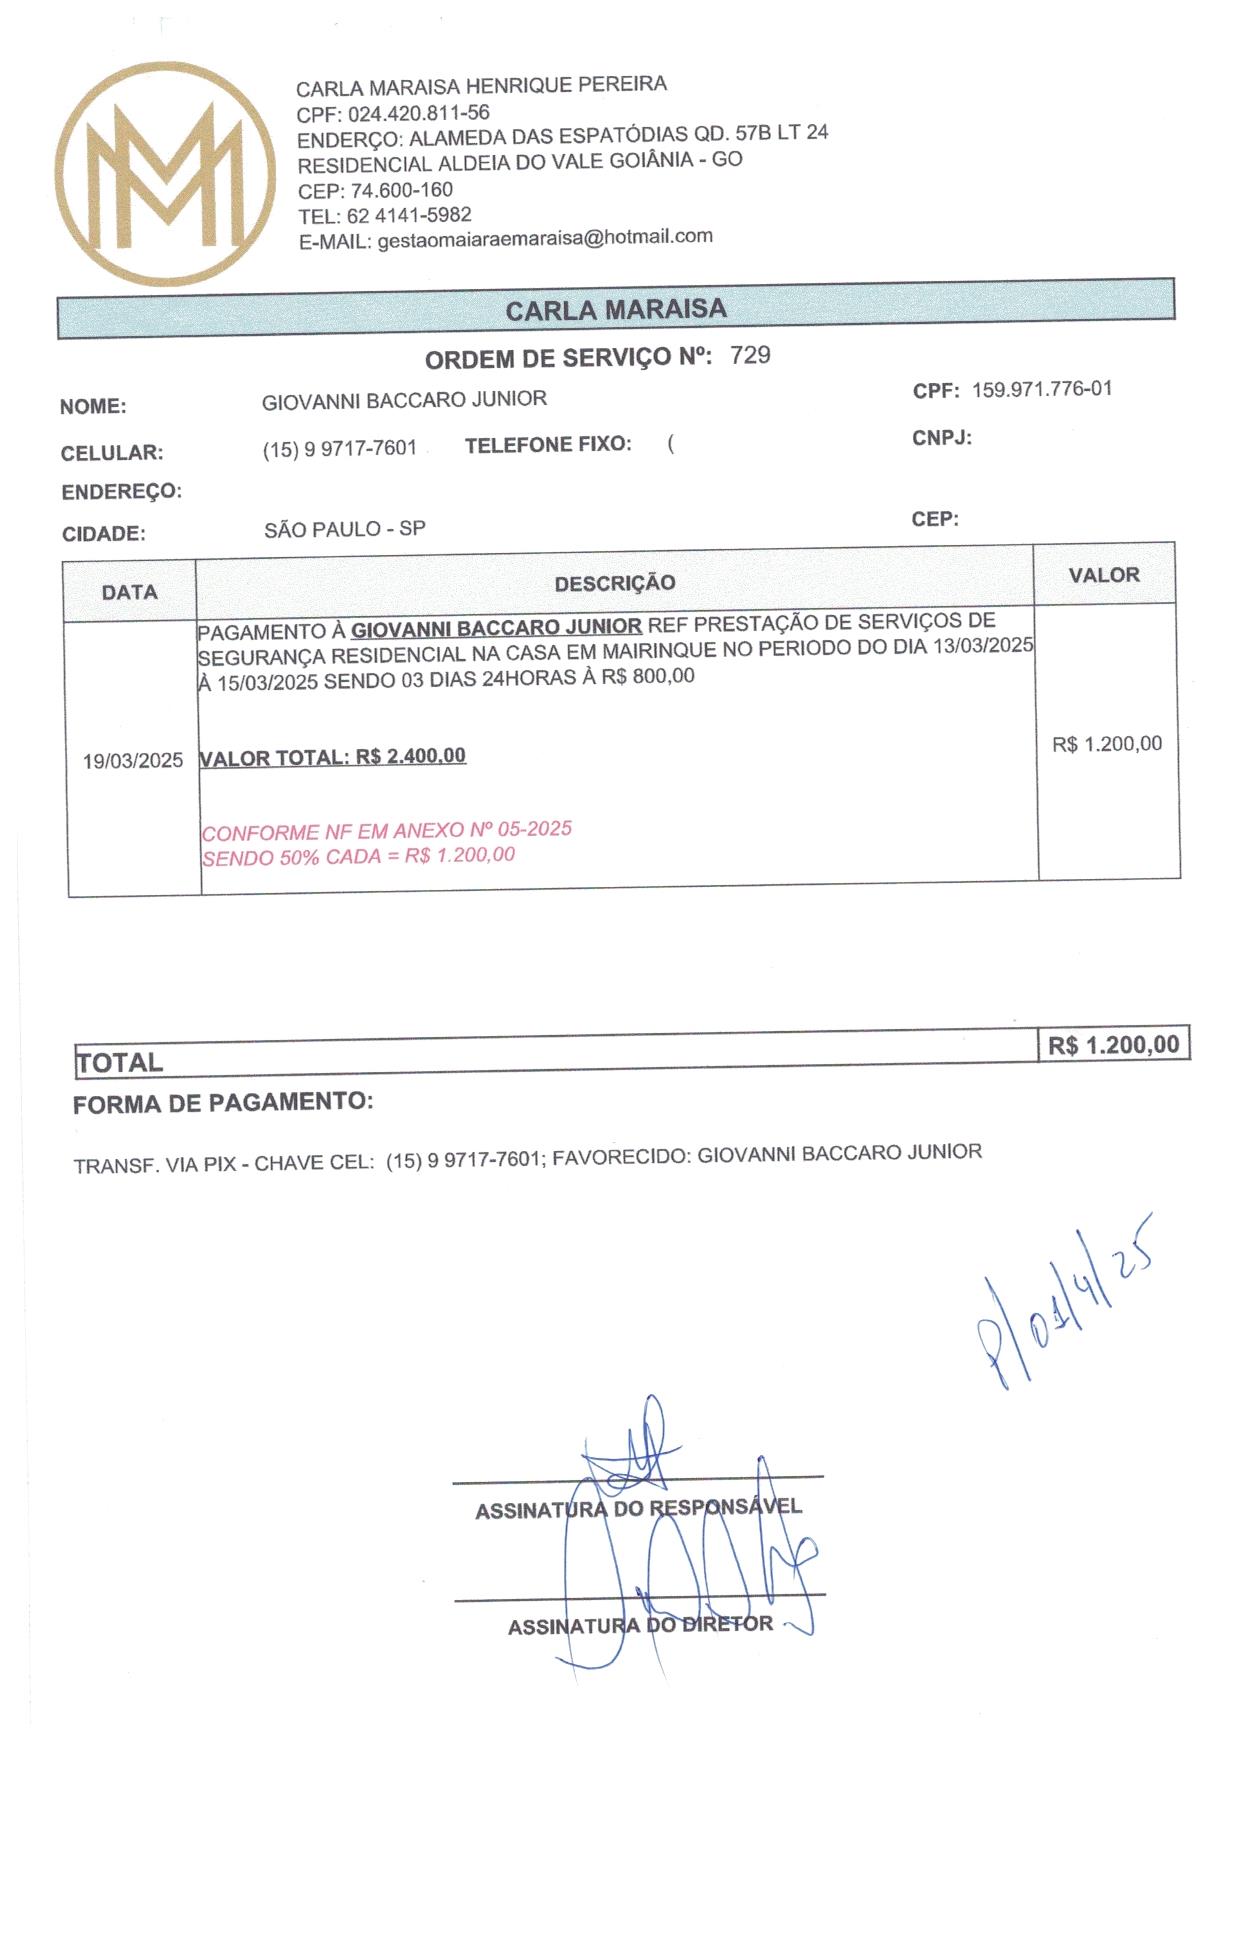 CARLA MARAISA HENRIQUE PEREIRA
CPF: 024.420.811-56
ENDERÇO: ALAMEDA DAS ESPATÓDIAS QD. 57B LT 24
RESIDENCIAL ALDEIA DO VALE GOIÂNIA - GO
CEP: 74.600-160
TEL: 62 4141-5982
E-MAIL: gestaomaiaraemaraisa@hotmail.com
CARLA MARAISA
ORDEM DE SERVIÇO Nº: 729
NOME: GIOVANNI BACCARO JUNIOR CPF: 159.971.776-01
CELULAR: (15) 9 9717-7601 TELEFONE FIXO: ( CNPJ:
ENDEREÇO:
CIDADE: SÃO PAULO - SP CEP:
DATA DESCRIÇÃO VALOR
PAGAMENTO À GIOVANNI BACCARO JUNIOR REF PRESTAÇÃO DE SERVIÇOS DE
SEGURANÇA RESIDENCIAL NA CASA EM MAIRINQUE NO PERIODO DO DIA 13/03/2025
À 15/03/2025 SENDO 03 DIAS 24HORAS À R$ 800,00
19/03/2025 VALOR TOTAL: R$ 2.400,00 R$ 1.200,00
CONFORME NF EM ANEXO Nº 05-2025
SENDO 50% CADA = R$ 1.200,00
TOTAL R$ 1.200,00
FORMA DE PAGAMENTO:
TRANSF. VIA PIX - CHAVE CEL: (15) 9 9717-7601; FAVORECIDO: GIOVANNI BACCARO JUNIOR
P/01/4/25
ASSINATURA DO RESPONSÁVEL
ASSINATURA DO DIRETOR